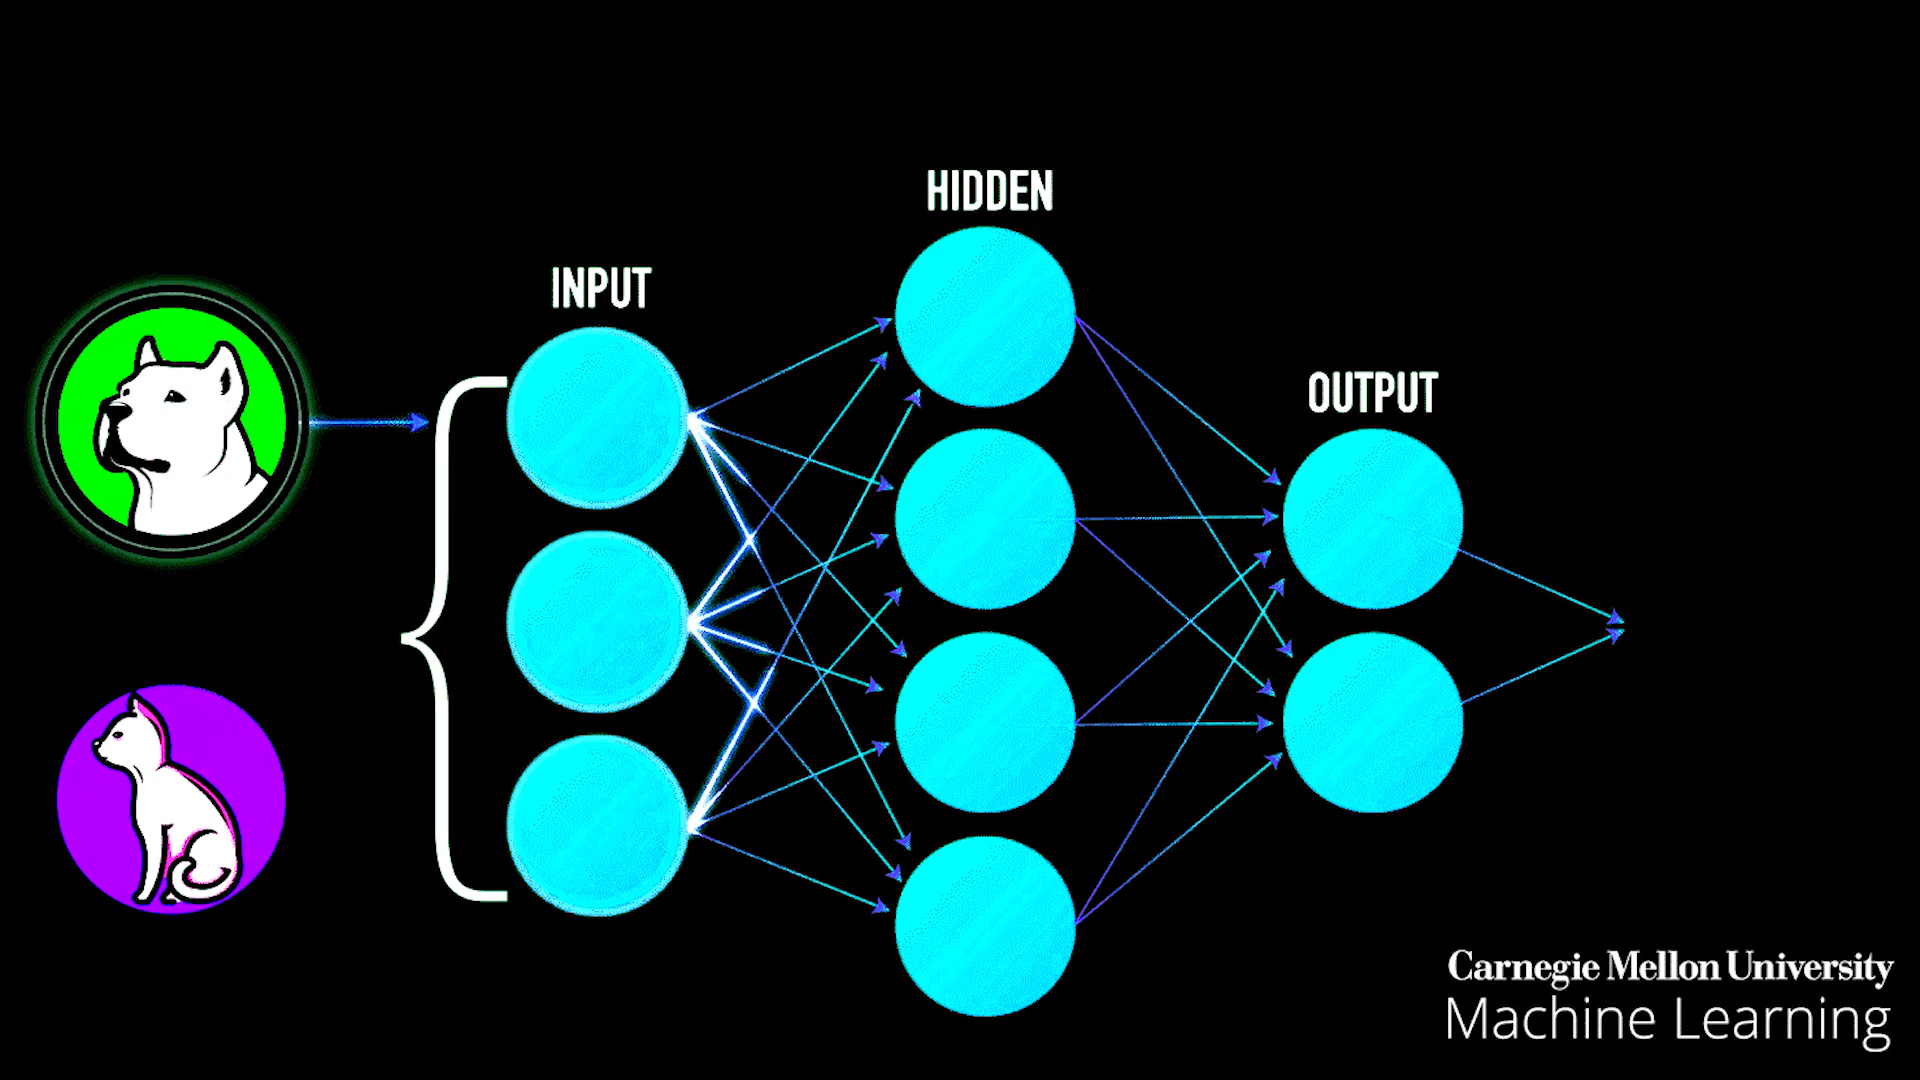 HIDDEN
INPUT
OUTPUT
Carnegie Mellon University
Machine Learning